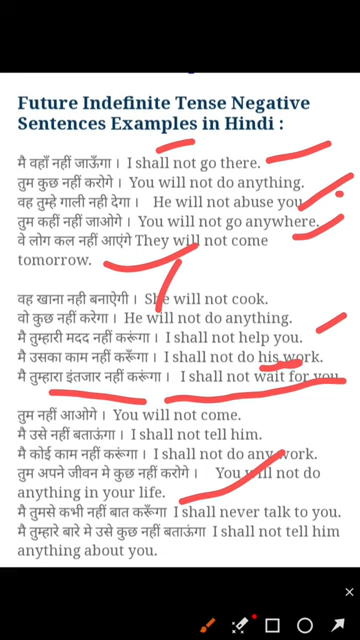 Future Indefinite Tense Negative
Sentences Examples in Hindi :
मै वहाँ नहीं जाऊँगा । I shall not go there.
तुम कुछ नहीं करोगे । You will not do anything.
वह तुम्हे गाली नही देगा । He will not abuse you.
तुम कहीं नहीं जाओगे । You will not go anywhere.
वे लोग कल नहीं आएंगे They will not come
tomorrow.
वह खाना नही बनाऐगी । She will not cook.
वो कुछ नहीं करेगा । He will not do anything.
मै तुम्हारी मदद नहीं करूंगा । I shall not help you.
मै उसका काम नहीं करूँगा । I shall not do his work.
मै तुम्हारा इंतजार नहीं करूंगा । I shall not wait for you.
तुम नहीं आओगे । You will not come.
मै उसे नहीं बताऊंगा । I shall not tell him.
मै कोई काम नहीं करूंगा । I shall not do any work.
तुम अपने जीवन मे कुछ नहीं करोगे । You will not do
anything in your life.
मै तुमसे कभी नहीं बात करूँगा I shall never talk to you.
मै तुम्हारे बारे मे उसे कुछ नहीं बताऊंगा I shall not tell him
anything about you.